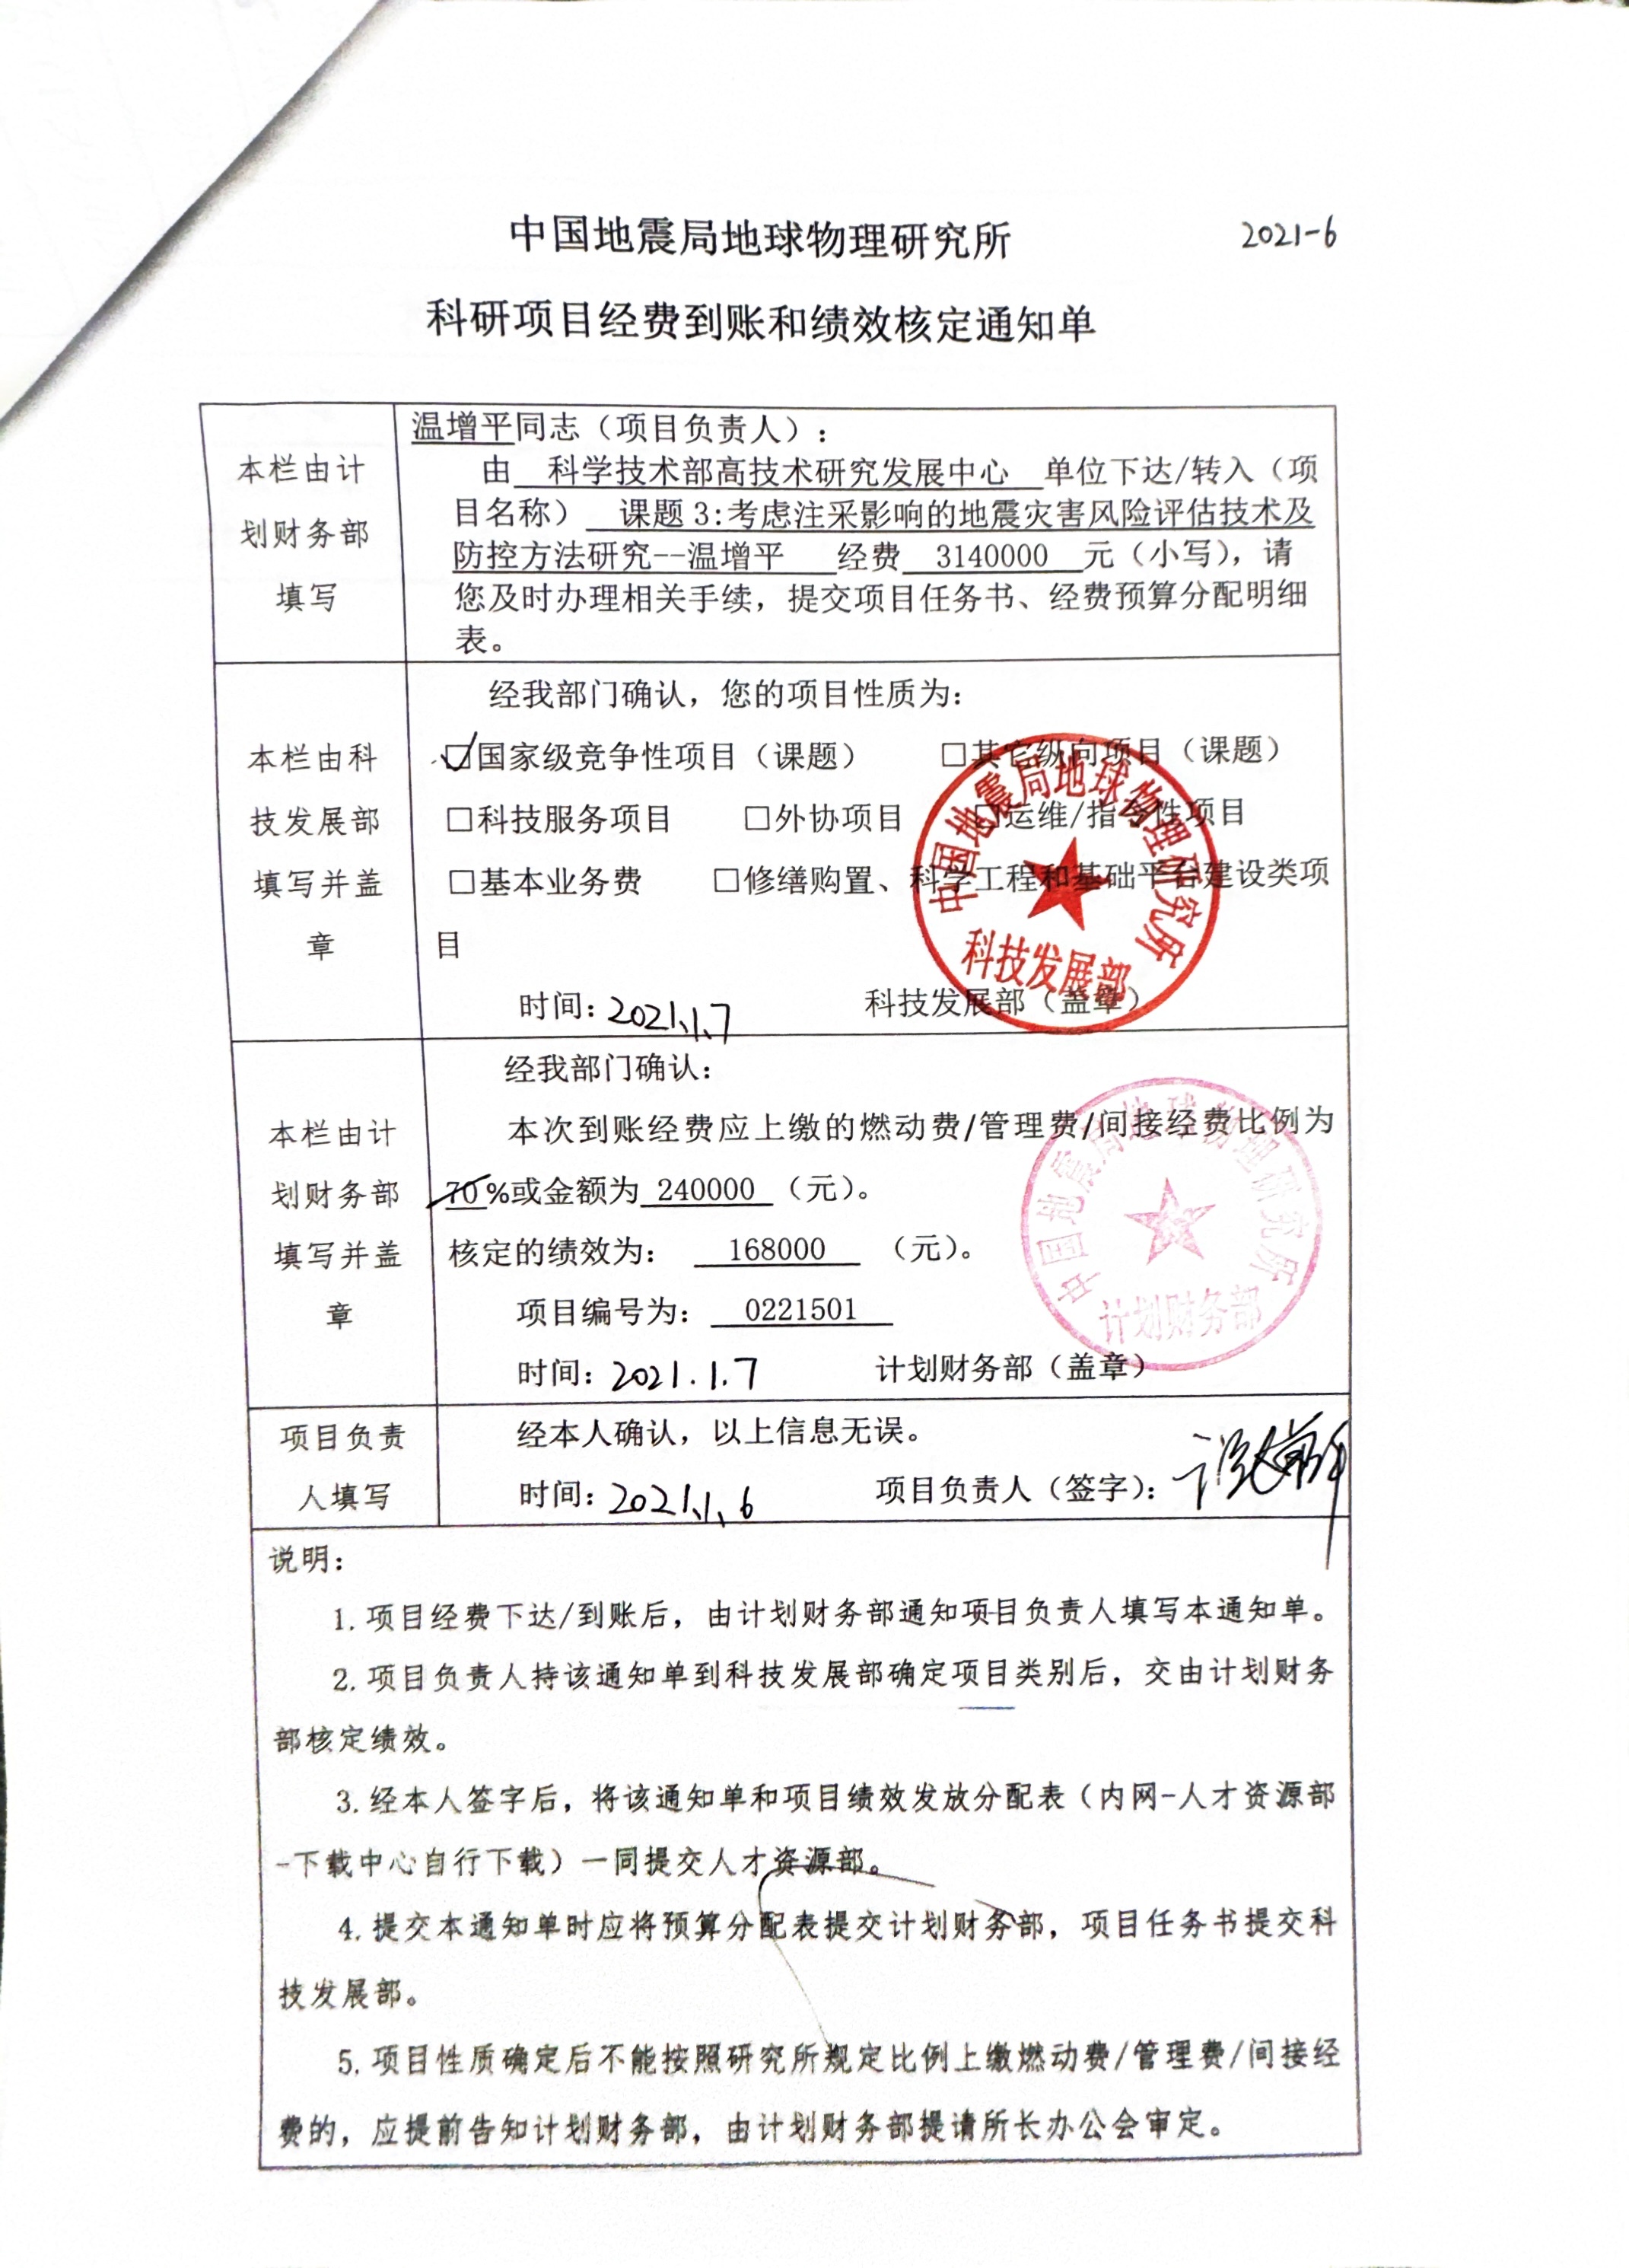 中国地震局地球物理研究所
2021-6
科研项目经费到账和绩效核定通知单
本栏由计
划财务部
填写
温增平同志（项目负责人）：
由 科学技术部高技术研究发展中心 单位下达/转入（项
目名称） 课题3:考虑注采影响的地震灾害风险评估技术及
防控方法研究--温增平 经费 3140000 元（小写），请
您及时办理相关手续，提交项目任务书、经费预算分配明细
表。
本栏由科
技发展部
填写并盖
章
经我部门确认，您的项目性质为：
☑国家级竞争性项目（课题） □其它纵向项目（课题）
□科技服务项目 □外协项目 □运维/指令性项目
□基本业务费 □修缮购置、科学工程和基础平台建设类项
目
时间：2021.1.7 科技发展部（盖章）
中国地震局地球物理研究所
科技发展部
本栏由计
划财务部
填写并盖
章
经我部门确认：
本次到账经费应上缴的燃动费/管理费/间接经费比例为
70%或金额为 240000 （元）。
核定的绩效为： 168000 （元）。
项目编号为： 0221501
时间：2021.1.7 计划财务部（盖章）
中国地震局地球物理研究所
计划财务部
项目负责
人填写
经本人确认，以上信息无误。
时间：2021.1.6 项目负责人（签字）：
说明：
1.项目经费下达/到账后，由计划财务部通知项目负责人填写本通知单。
2.项目负责人持该通知单到科技发展部确定项目类别后，交由计划财务
部核定绩效。
3.经本人签字后，将该通知单和项目绩效发放分配表（内网-人才资源部
-下载中心自行下载）一同提交人才资源部。
4.提交本通知单时应将预算分配表提交计划财务部，项目任务书提交科
技发展部。
5.项目性质确定后不能按照研究所规定比例上缴燃动费/管理费/间接经
费的，应提前告知计划财务部，由计划财务部提请所长办公会审定。